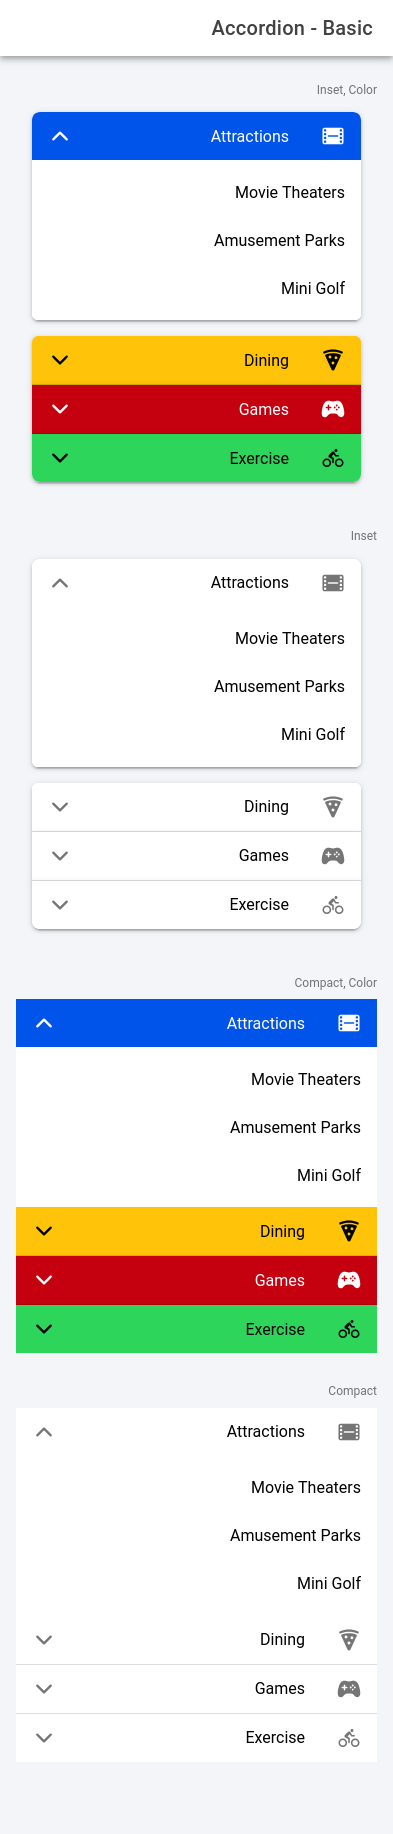 Accordion - Basic
Inset, Color
Attractions
Movie Theaters
Amusement Parks
Mini Golf
Dining
Games
Exercise
Inset
Attractions
Movie Theaters
Amusement Parks
Mini Golf
Dining
Games
Exercise
Compact, Color
Attractions
Movie Theaters
Amusement Parks
Mini Golf
Dining
Games
Exercise
Compact
Attractions
Movie Theaters
Amusement Parks
Mini Golf
Dining
Games
Exercise